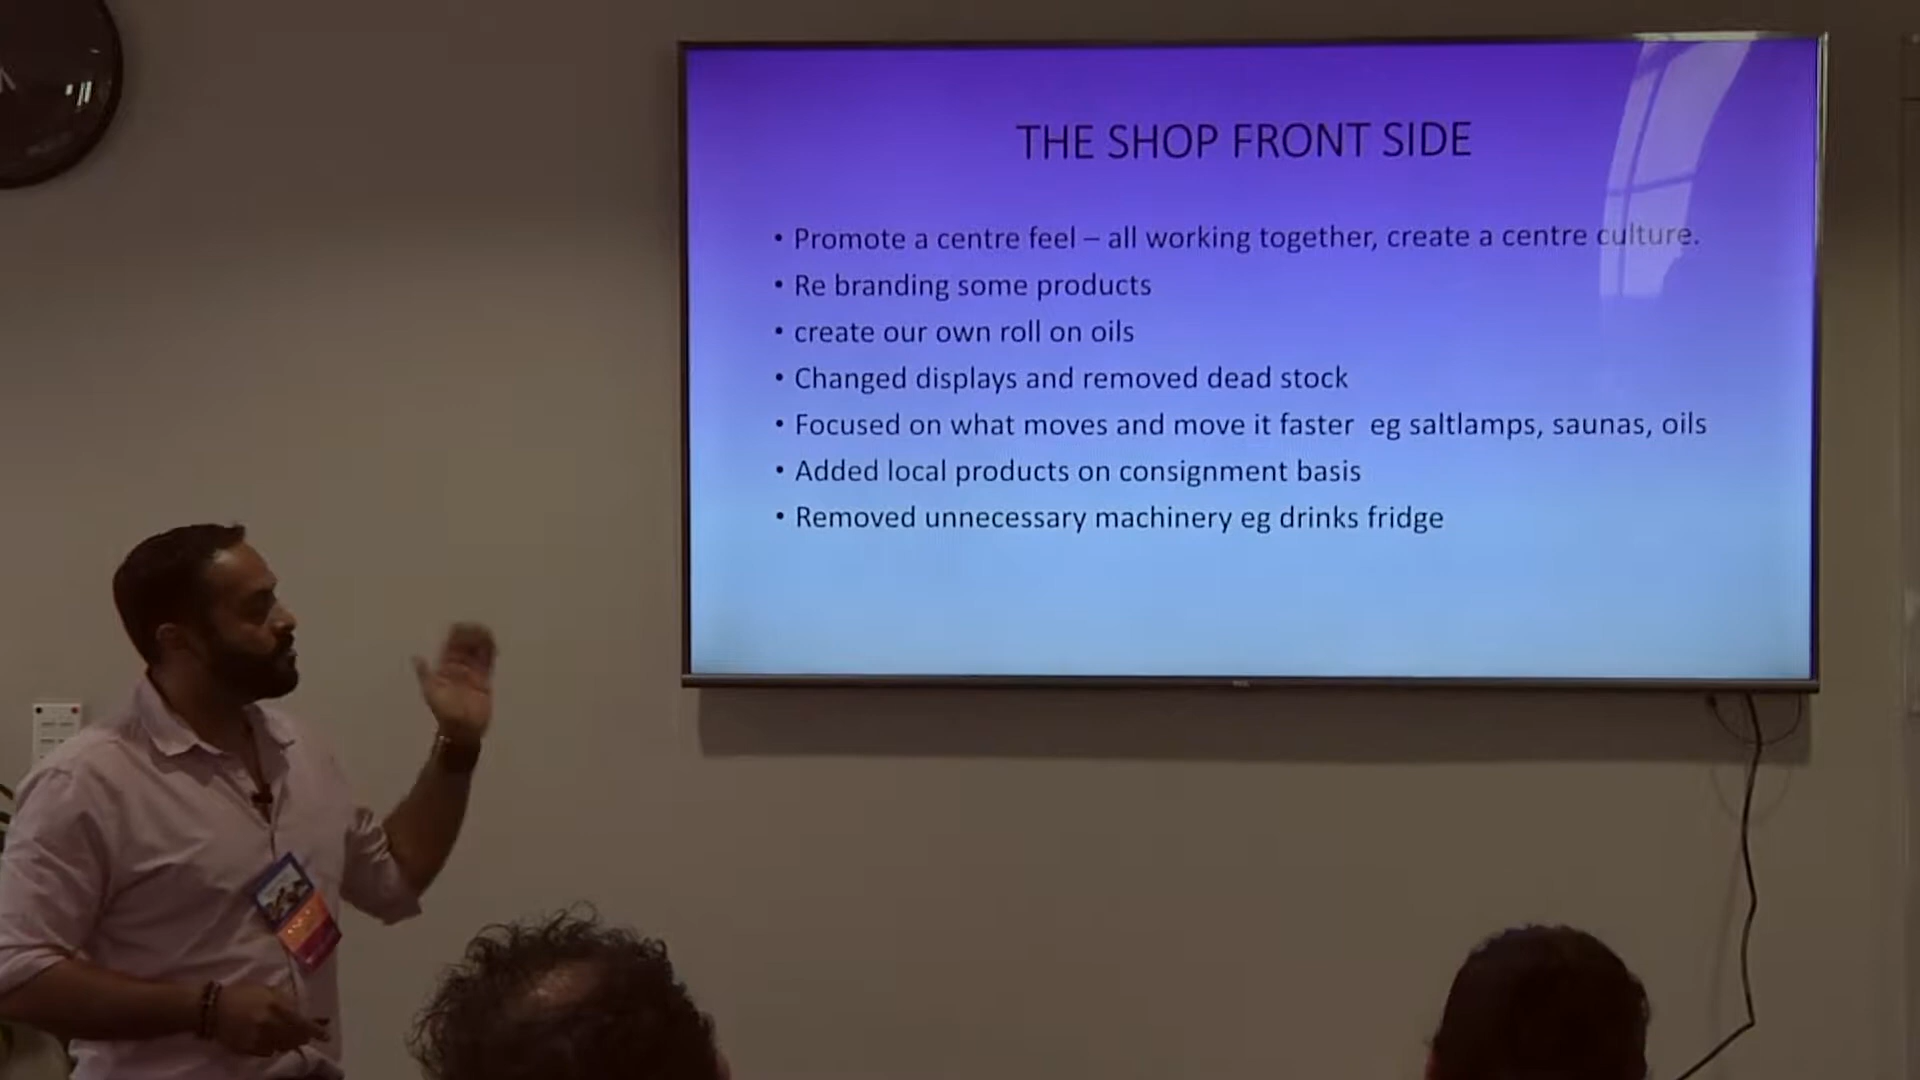 THE SHOP FRONT SIDE
• Promote a centre feel – all working together, create a centre culture.
• Re branding some products
• create our own roll on oils
• Changed displays and removed dead stock
• Focused on what moves and move it faster  eg saltlamps, saunas, oils
• Added local products on consignment basis
• Removed unnecessary machinery eg drinks fridge